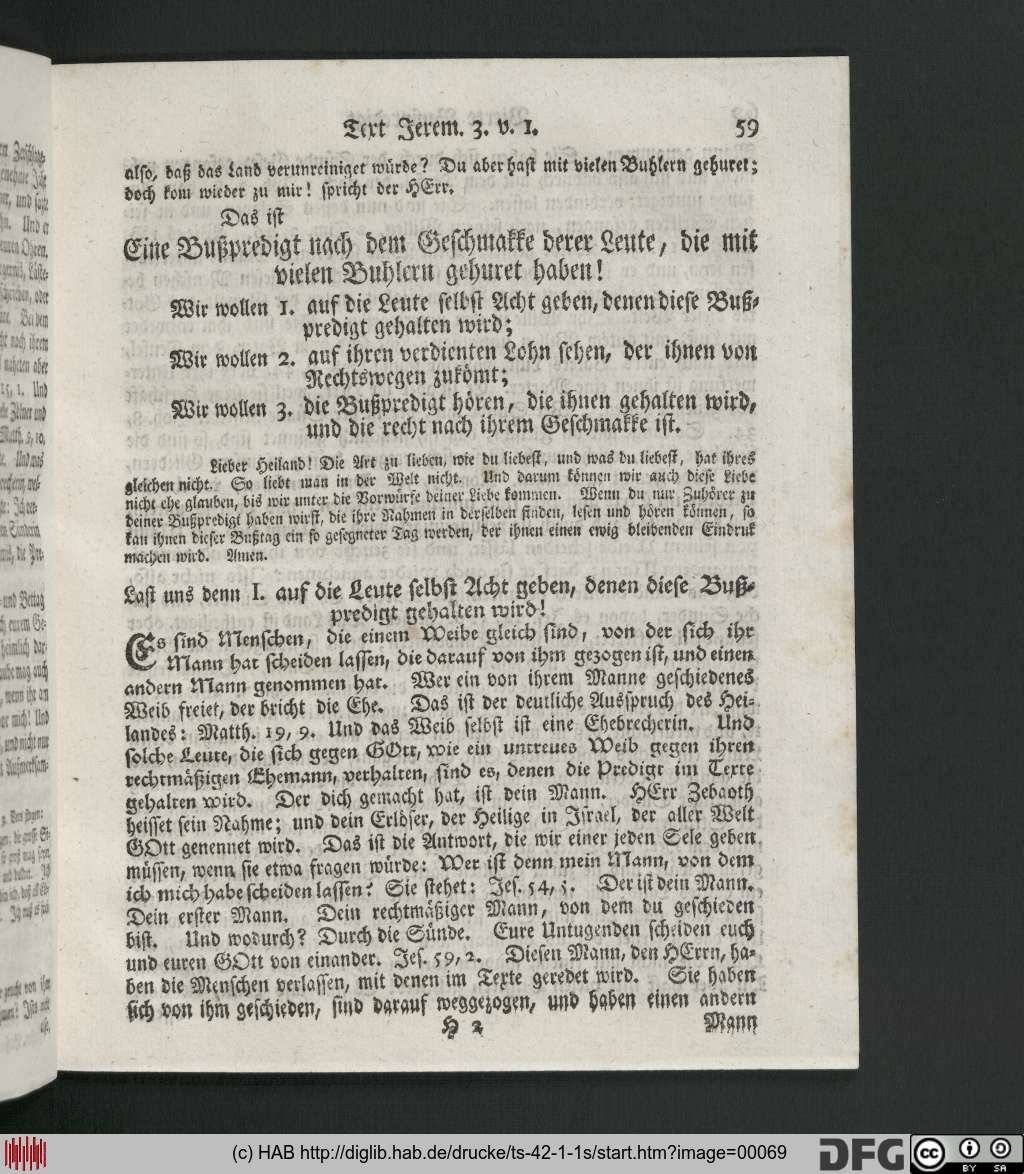 Text Jerem. 3. v. 1. 59
also, daß das Land verunreiniget würde? Du aber hast mit vielen Buhlern gehuret;
doch kom wieder zu mir! spricht der HErr.
Das ist
Eine Bußpredigt nach dem Geschmakke derer Leute, die mit
vielen Buhlern gehuret haben!
Wir wollen 1. auf die Leute selbst Acht geben, denen diese Buß-
predigt gehalten wird;
Wir wollen 2. auf ihren verdienten Lohn sehen, der ihnen von
Rechtswegen zukömt;
Wir wollen 3. die Bußpredigt hören, die ihnen gehalten wird,
und die recht nach ihrem Geschmakke ist.
Lieber Heiland! Die Art zu lieben, wie du liebest, und was du liebest, hat ihres
gleichen nicht. So liebt man in der Welt nicht. Und darum können wir auch diese Liebe
nicht ehe glauben, bis wir unter die Vorwürfe deiner Liebe kommen. Wenn du nur Zuhörer zu
deiner Bußpredigt haben wirst, die ihre Nahmen in derselben finden, lesen und hören können, so
kan ihnen dieser Bußtag ein so gesegneter Tag werden, der ihnen einen ewig bleibenden Eindruk
machen wird. Amen.
Last uns denn I. auf die Leute selbst Acht geben, denen diese Buß-
predigt gehalten wird!
Es sind Menschen, die einem Weibe gleich sind, von der sich ihr
Mann hat scheiden lassen, die darauf von ihm gezogen ist, und einen
andern Mann genommen hat. Wer ein von ihrem Manne geschiedenes
Weib freiet, der bricht die Ehe. Das ist der deutliche Ausspruch des Hei-
landes: Matth. 19, 9. Und das Weib selbst ist eine Ehebrecherin. Und
solche Leute, die sich gegen GOtt, wie ein untreues Weib gegen ihren
rechtmäßigen Ehemann, verhalten, sind es, denen die Predigt im Texte
gehalten wird. Der dich gemacht hat, ist dein Mann. HErr Zebaoth
heisset sein Nahme; und dein Erlöser, der Heilige in Israel, der aller Welt
GOtt genennet wird. Das ist die Antwort, die wir einer jeden Sele geben
müssen, wenn sie etwa fragen würde: Wer ist denn mein Mann, von dem
ich mich habe scheiden lassen? Sie stehet: Jes. 54, 5. Der ist dein Mann.
Dein erster Mann. Dein rechtmäßiger Mann, von dem du geschieden
bist. Und wodurch? Durch die Sünde. Eure Untugenden scheiden euch
und euren GOtt von einander. Jes. 59, 2. Diesen Mann, den HErrn, ha-
ben die Menschen verlassen, mit denen im Texte geredet wird. Sie haben
sich von ihm geschieden, sind darauf weggezogen, und haben einen andern
H 2 Mann
(c) HAB http://diglib.hab.de/drucke/ts-42-1-1s/start.htm?image=00069
DFG cc BY SA